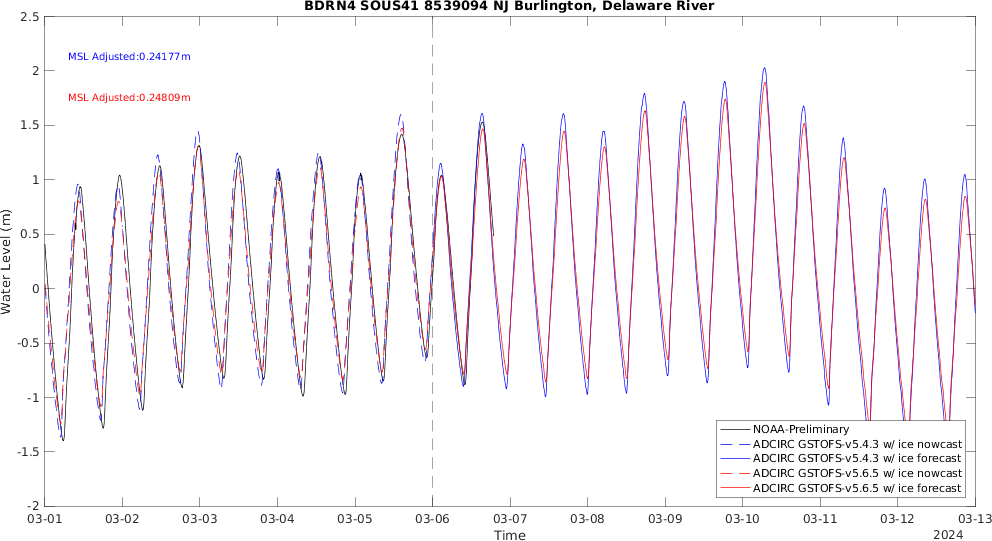 BDRN4 SOUS41 8539094 NJ Burlington, Delaware River
2.5
2
1.5
1
0.5
0
-0.5
-1
-1.5
-2
Water Level (m)
MSL Adjusted:0.24177m
MSL Adjusted:0.24809m
NOAA-Preliminary
ADCIRC GSTOFS-v5.4.3 w/ ice nowcast
ADCIRC GSTOFS-v5.4.3 w/ ice forecast
ADCIRC GSTOFS-v5.6.5 w/ ice nowcast
ADCIRC GSTOFS-v5.6.5 w/ ice forecast
03-01 03-02 03-03 03-04 03-05 03-06 03-07 03-08 03-09 03-10 03-11 03-12 03-13
Time
2024